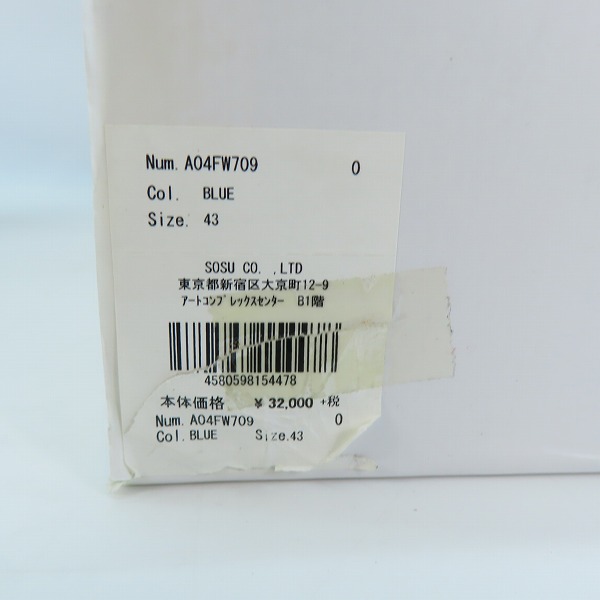 Num. A04FW709 0
Col. BLUE
Size. 43
SOSU CO. ,LTD
東京都新宿区大京町12-9
ｱｰﾄｺﾝﾌﾟﾚｯｸｽｾﾝﾀｰ B1階
4580598154478
本体価格 ¥ 32,000 +税
Num. A04FW709 0
Col. BLUE Size.43